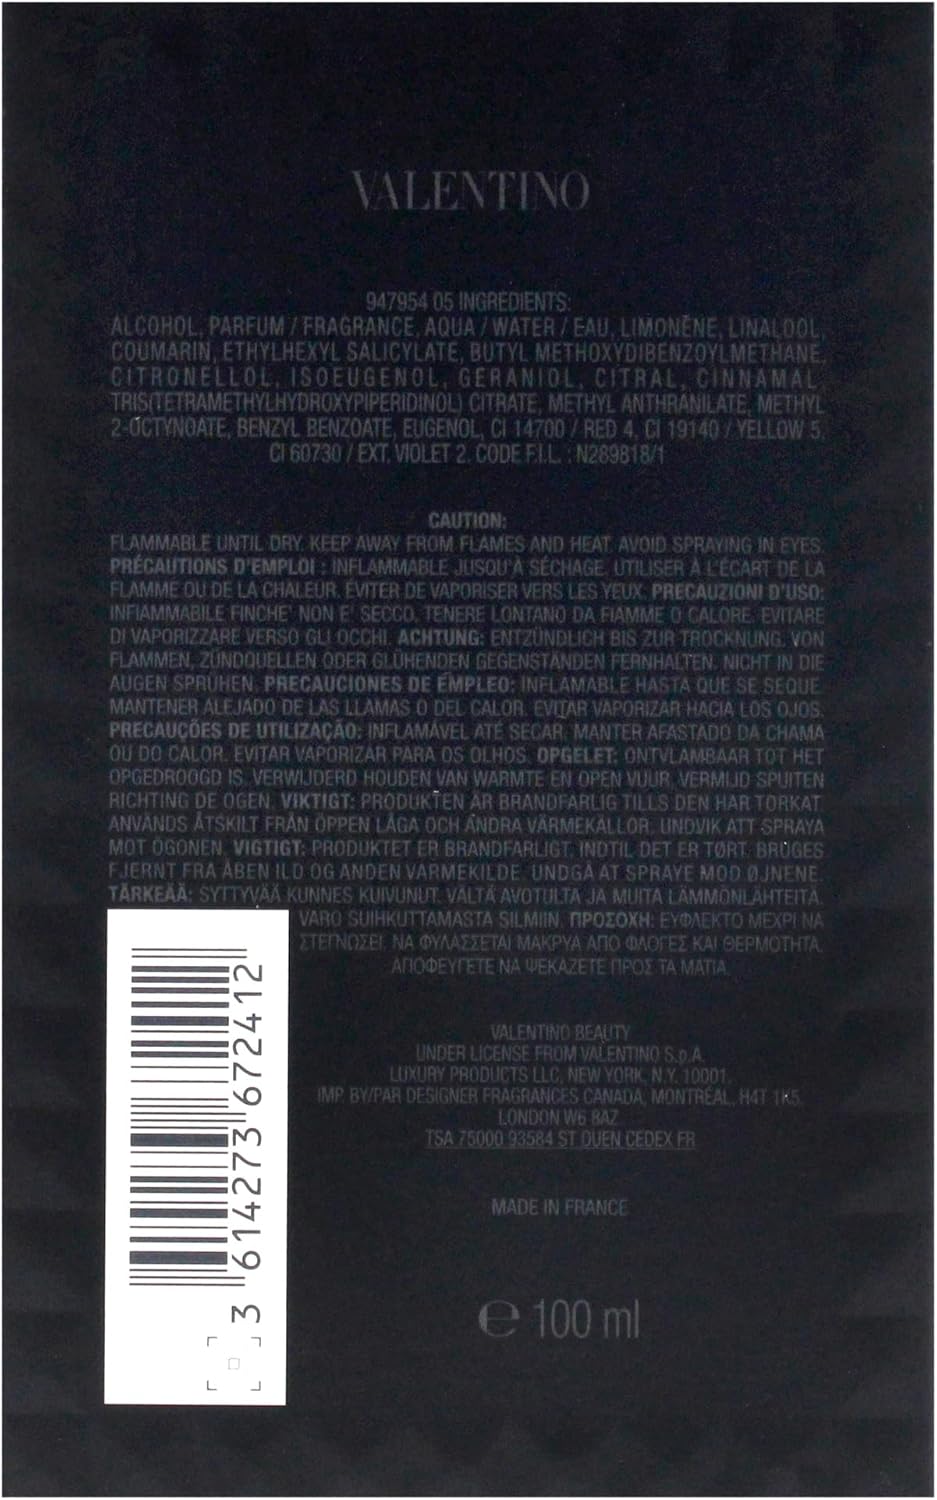 VALENTINO
947954 05 INGREDIENTS:
ALCOHOL, PARFUM / FRAGRANCE, AQUA / WATER / EAU, LIMONENE, LINALOOL,
COUMARIN, ETHYLHEXYL SALICYLATE, BUTYL METHOXYDIBENZOYLMETHANE,
CITRONELLOL, ISOEUGENOL, GERANIOL, CITRAL, CINNAMAL
TRIS(TETRAMETHYLHYDROXYPIPERIDINOL) CITRATE, METHYL ANTHRANILATE, METHYL
2-OCTYNOATE, BENZYL BENZOATE, EUGENOL, CI 14700 / RED 4, CI 19140 / YELLOW 5,
CI 60730 / EXT. VIOLET 2. CODE F.I.L. : N289818/1
CAUTION:
FLAMMABLE UNTIL DRY. KEEP AWAY FROM FLAMES AND HEAT. AVOID SPRAYING IN EYES.
PRÉCAUTIONS D'EMPLOI : INFLAMMABLE JUSQU'À SÉCHAGE. UTILISER À L'ÉCART DE LA
FLAMME OU DE LA CHALEUR. ÉVITER DE VAPORISER VERS LES YEUX. PRECAUZIONI D'USO:
INFIAMMABILE FINCHE' NON E' SECCO. TENERE LONTANO DA FIAMME O CALORE. EVITARE
DI VAPORIZZARE VERSO GLI OCCHI. ACHTUNG: ENTZÜNDLICH BIS ZUR TROCKNUNG. VON
FLAMMEN, ZÜNDQUELLEN ODER GLÜHENDEN GEGENSTÄNDEN FERNHALTEN. NICHT IN DIE
AUGEN SPRÜHEN. PRECAUCIONES DE EMPLEO: INFLAMABLE HASTA QUE SE SEQUE.
MANTENER ALEJADO DE LAS LLAMAS O DEL CALOR. EVITAR VAPORIZAR HACIA LOS OJOS.
PRECAUÇÕES DE UTILIZAÇÃO: INFLAMÁVEL ATÉ SECAR. MANTER AFASTADO DA CHAMA
OU DO CALOR. EVITAR VAPORIZAR PARA OS OLHOS. OPGELET: ONTVLAMBAAR TOT HET
OPGEDROOGD IS. VERWIJDERD HOUDEN VAN WARMTE EN OPEN VUUR. VERMIJD SPUITEN
RICHTING DE OGEN. VIKTIGT: PRODUKTEN ÄR BRANDFARLIG TILLS DEN HAR TORKAT.
ANVÄNDS ÅTSKILT FRÅN ÖPPEN LÅGA OCH ANDRA VÄRMEKÄLLOR. UNDVIK ATT SPRAYA
MOT ÖGONEN. VIGTIGT: PRODUKTET ER BRANDFARLIGT, INDTIL DET ER TØRT. BRUGES
FJERNT FRA ÅBEN ILD OG ANDEN VARMEKILDE. UNDGÅ AT SPRAYE MOD ØJNENE.
TÄRKEÄÄ: SYTTYVÄÄ KUNNES KUIVUNUT. VÄLTÄ AVOTULTA JA MUITA LÄMMÖNLÄHTEITÄ.
VARO SUIHKUTTAMASTA SILMIIN. ΠΡΟΣΟΧΗ: ΕΥΦΛΕΚΤΟ ΜΕΧΡΙ ΝΑ
ΣΤΕΓΝΩΣΕΙ. ΝΑ ΦΥΛΑΣΣΕΤΑΙ ΜΑΚΡΥΑ ΑΠΟ ΦΛΟΓΕΣ ΚΑΙ ΘΕΡΜΟΤΗΤΑ.
ΑΠΟΦΕΥΓΕΤΕ ΝΑ ΨΕΚΑΖΕΤΕ ΠΡΟΣ ΤΑ ΜΑΤΙΑ.
3 614273 672412
VALENTINO BEAUTY
UNDER LICENSE FROM VALENTINO S.p.A.
LUXURY PRODUCTS LLC, NEW YORK, N.Y. 10001.
IMP. BY/PAR DESIGNER FRAGRANCES CANADA, MONTRÉAL, H4T 1K5.
LONDON W6 8AZ
TSA 75000 93584 ST OUEN CEDEX FR
MADE IN FRANCE
℮ 100 ml